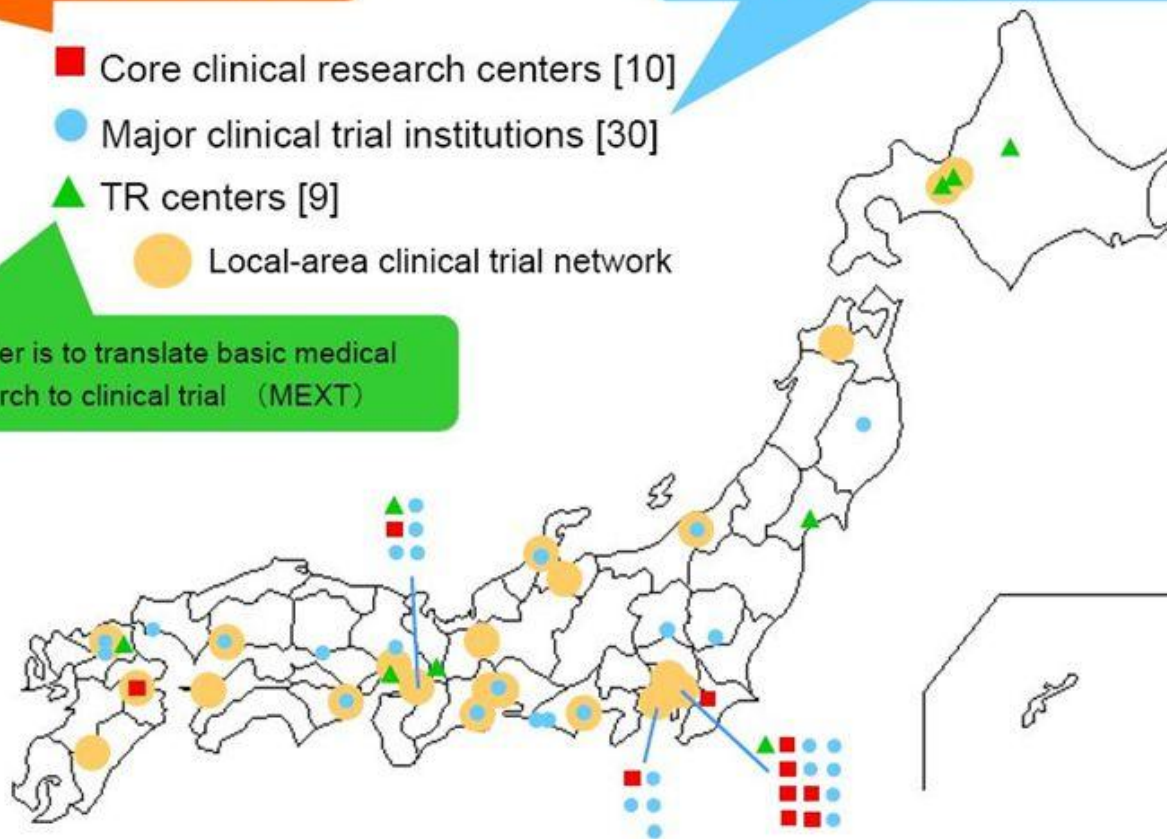 Core clinical research centers [10]
Major clinical trial institutions [30]
TR centers [9]
Local-area clinical trial network
er is to translate basic medical
rch to clinical trial （MEXT）